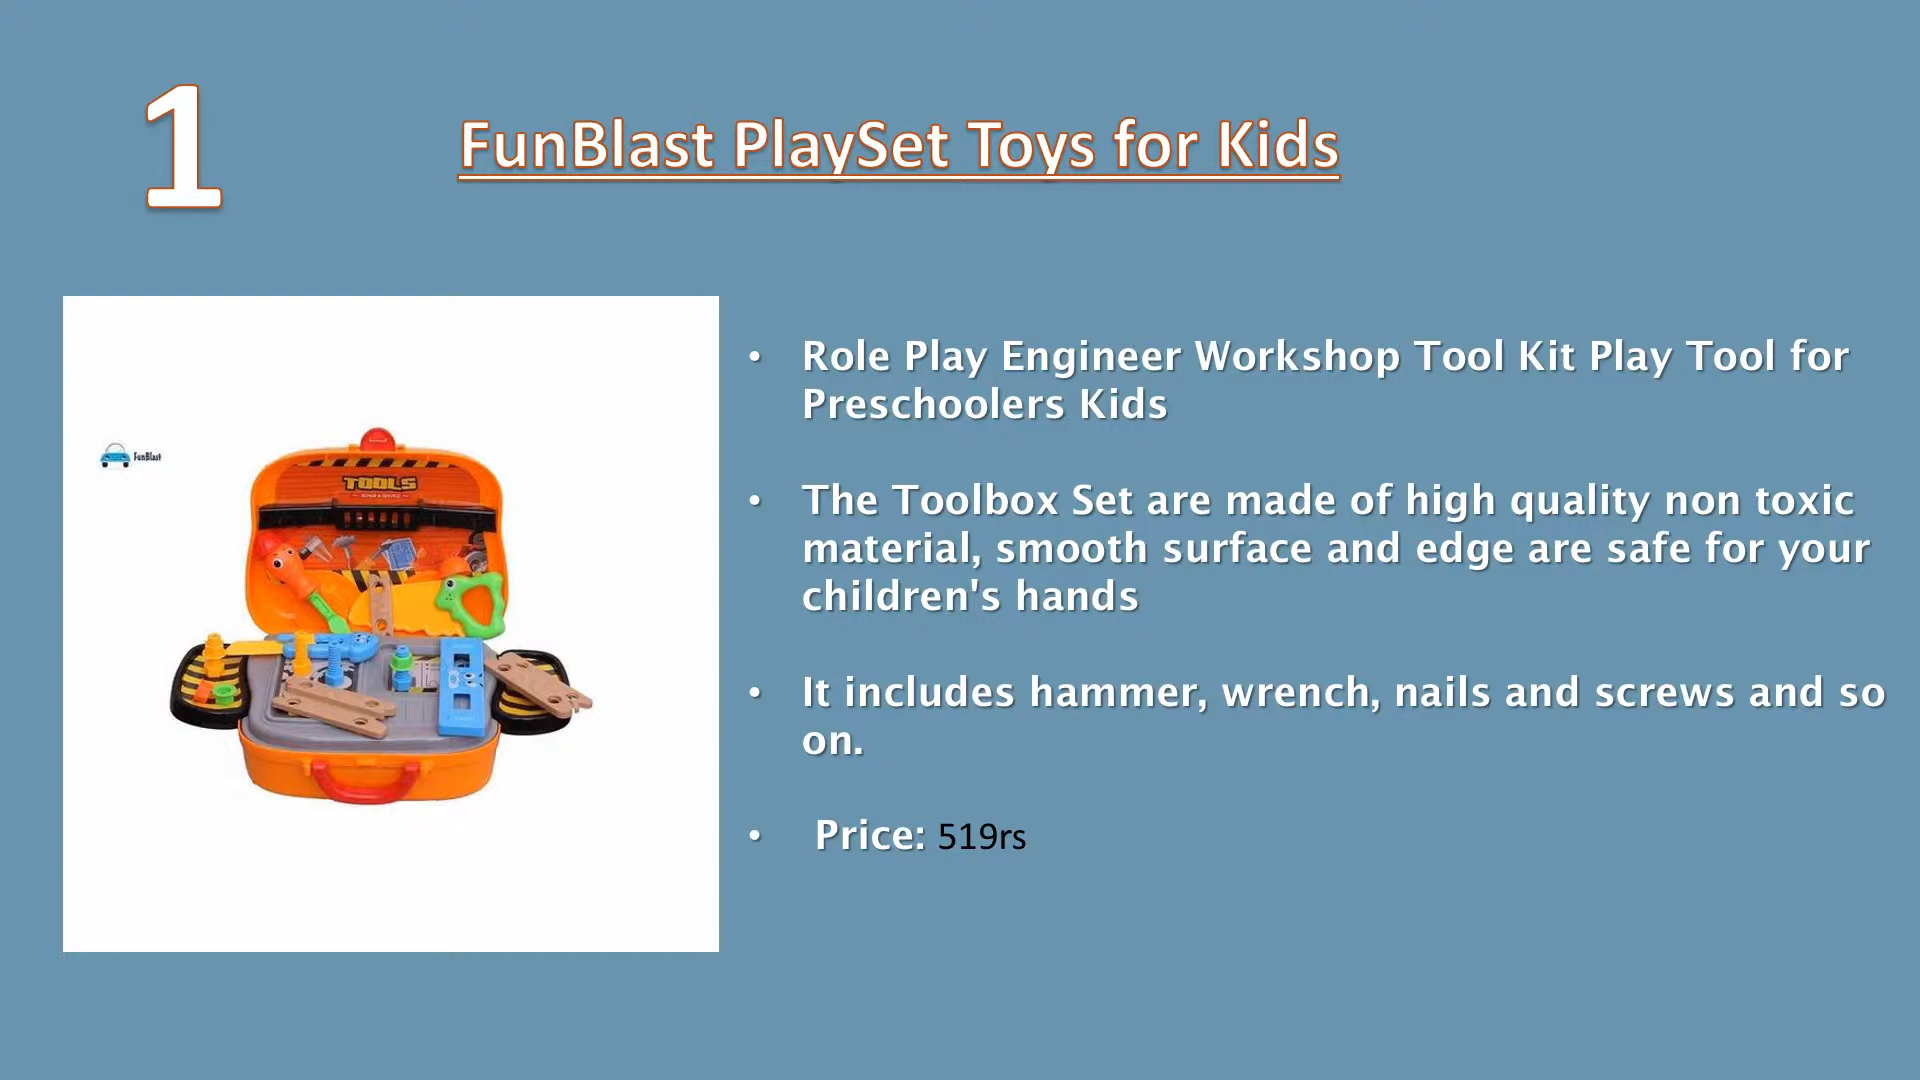 1
FunBlast PlaySet Toys for Kids
FunBlast
TOOLS
REPAIR & SERVICE
• Role Play Engineer Workshop Tool Kit Play Tool for
Preschoolers Kids
• The Toolbox Set are made of high quality non toxic
material, smooth surface and edge are safe for your
children's hands
• It includes hammer, wrench, nails and screws and so
on.
• Price: 519rs